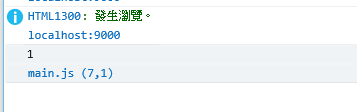 HTML1300: 發生瀏覽。
localhost:9000
1
main.js (7,1)